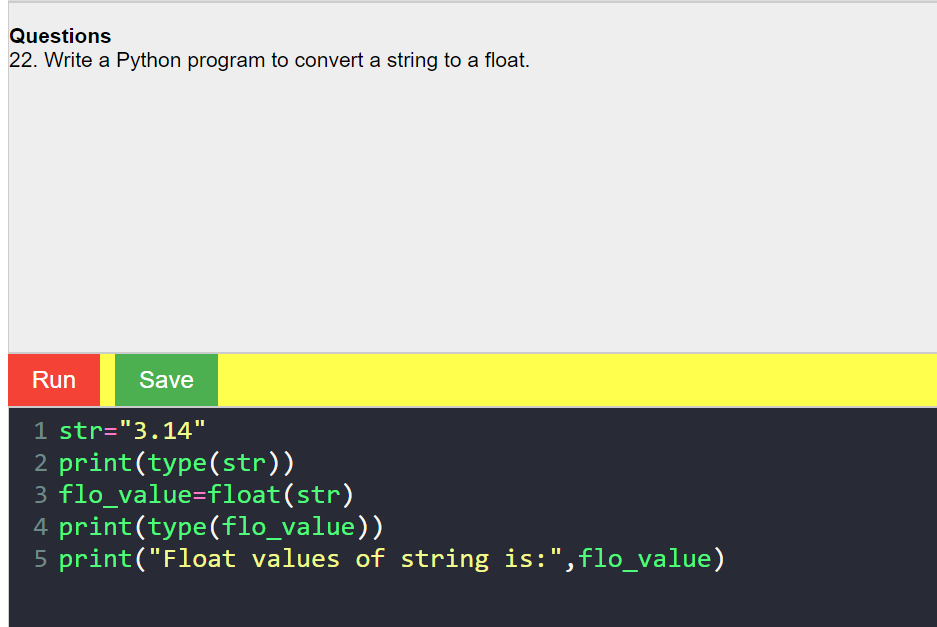 Questions
22. Write a Python program to convert a string to a float.
Run Save
1 str="3.14"
2 print(type(str))
3 flo_value=float(str)
4 print(type(flo_value))
5 print("Float values of string is:",flo_value)